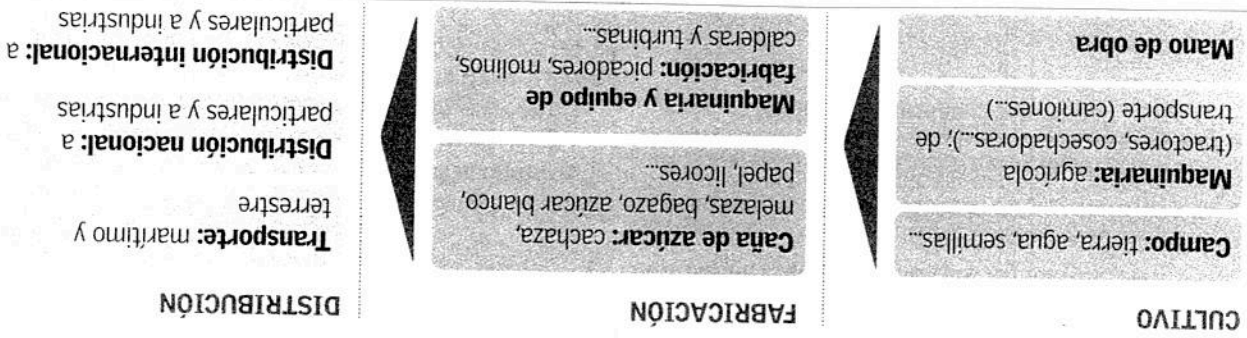 CULTIVO
Campo: tierra, agua, semillas...
Maquinaria: agrícola
(tractores, cosechadoras...); de
transporte (camiones...)
Mano de obra
FABRICACIÓN
Caña de azúcar: cachaza,
melazas, bagazo, azúcar blanco,
papel, licores...
Maquinaria y equipo de
fabricación: picadores, molinos,
calderas y turbinas...
DISTRIBUCIÓN
Transporte: marítimo y
terrestre
Distribución nacional: a
particulares y a industrias
Distribución internacional: a
particulares y a industrias